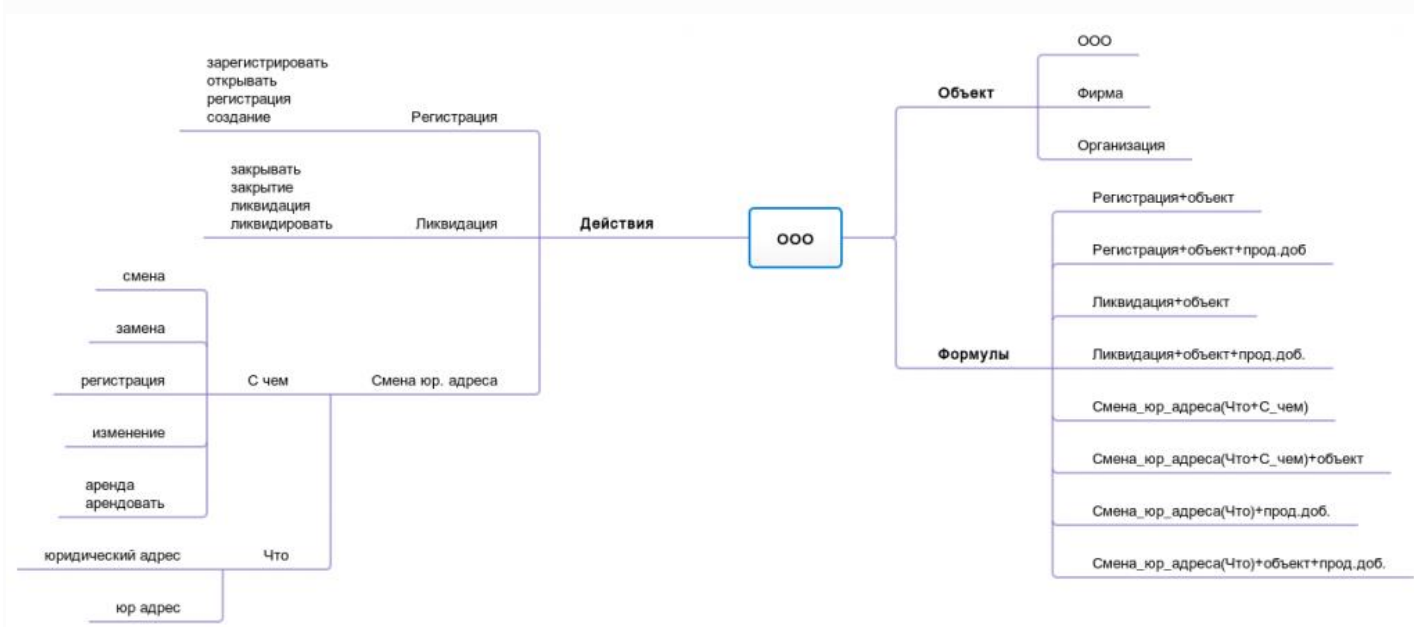 зарегистрировать
открывать
регистрация
создание
Регистрация
закрывать
закрытие
ликвидация
ликвидировать
Ликвидация
Действия
смена
замена
регистрация
изменение
аренда
арендовать
С чем
Смена юр. адреса
юридический адрес
юр адрес
Что
ООО
Объект
ООО
Фирма
Организация
Формулы
Регистрация+объект
Регистрация+объект+прод.доб
Ликвидация+объект
Ликвидация+объект+прод.доб.
Смена_юр_адреса(Что+С_чем)
Смена_юр_адреса(Что+С_чем)+объект
Смена_юр_адреса(Что)+прод.доб.
Смена_юр_адреса(Что)+объект+прод.доб.